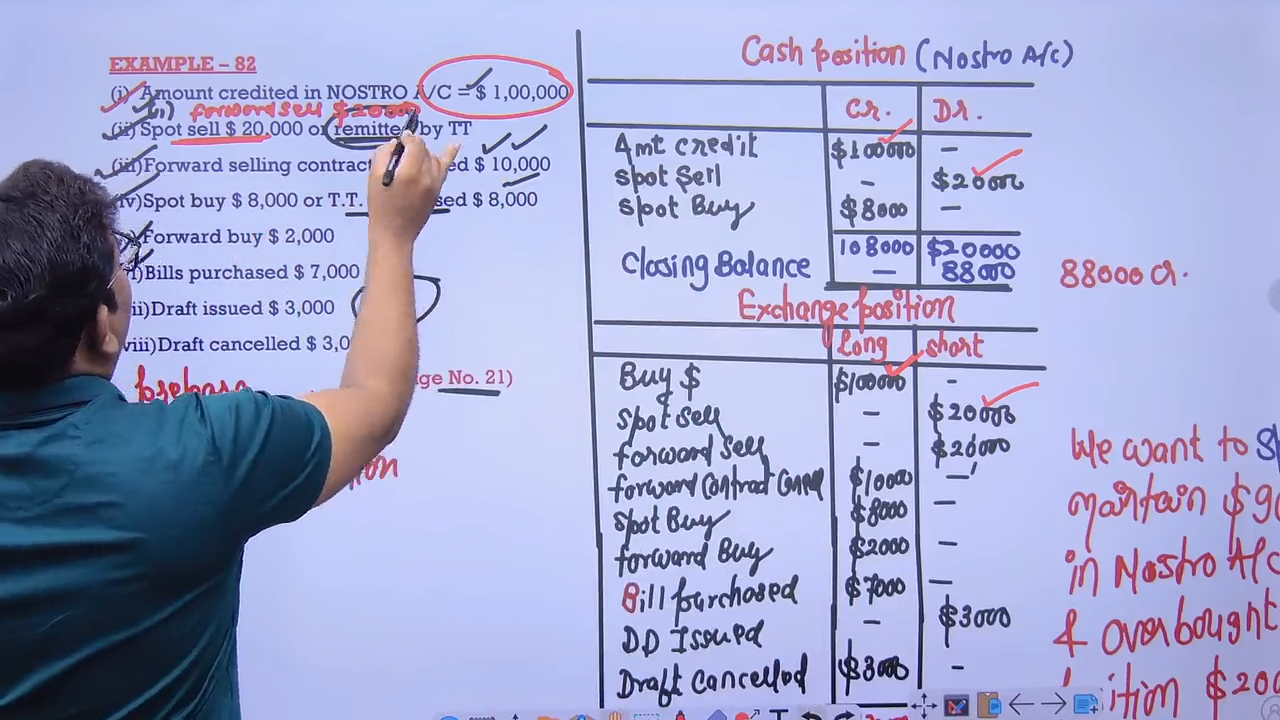 EXAMPLE – 82
(i) Amount credited in NOSTRO A/C = $ 1,00,000
(ii) forward Sell $ 20000
(ii) Spot sell $ 20,000 or remitted by TT
(iii) Forward selling contract ed $ 10,000
(iv) Spot buy $ 8,000 or T.T. sed $ 8,000
Forward buy $ 2,000
Bills purchased $ 7,000
ii) Draft issued $ 3,000
viii) Draft cancelled $ 3,0
ge No. 21)
Cash position (Nostro A/c)
Cr. Dr.
Amt credit $100000 –
Spot Sell – $20000
Spot Buy $8000 –
108000 $20000
Closing Balance — 88000
88000 Cr.
Exchange position
long short
Buy $ $100000 -
Spot Sell – $20000
forward Sell – $20000
forward Contract Cancel $10000 –
Spot Buy $8000 –
forward Buy $2000 –
Bill purchased $7000 –
DD Issued – $3000
Draft Cancelled $3000 -
We want to
maintain $
in Nostro A/C
& overbought
ition $200